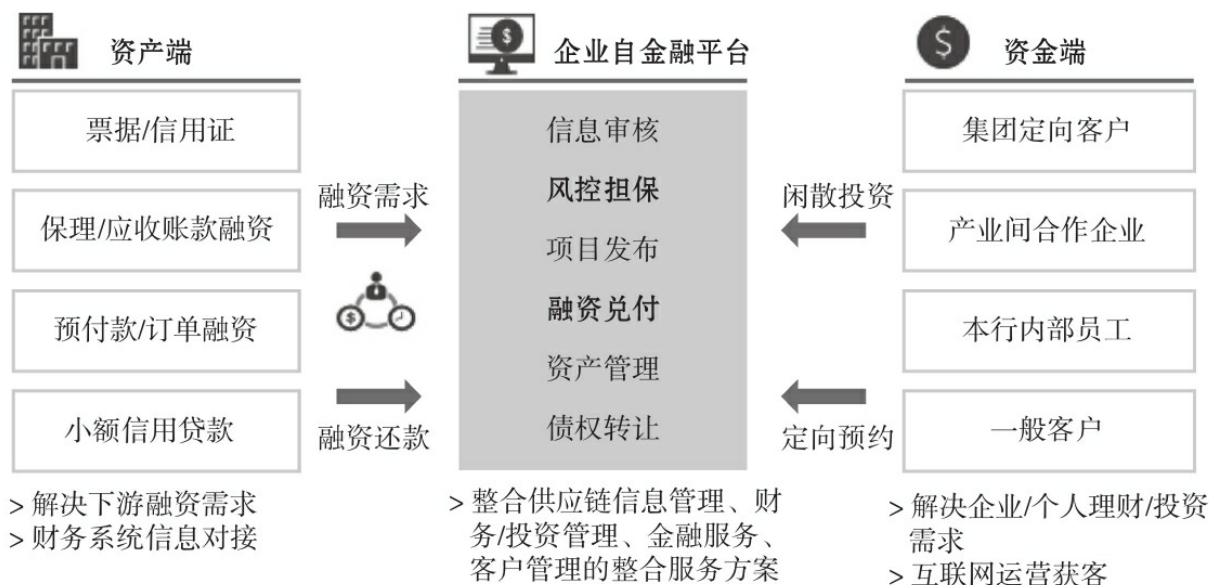 资产端
票据/信用证
保理/应收账款融资
预付款/订单融资
小额信用贷款
> 解决下游融资需求
> 财务系统信息对接
融资需求
融资还款
企业自金融平台
信息审核
风控担保
项目发布
融资兑付
资产管理
债权转让
> 整合供应链信息管理、财
务/投资管理、金融服务、
客户管理的整合服务方案
闲散投资
定向预约
资金端
集团定向客户
产业间合作企业
本行内部员工
一般客户
> 解决企业/个人理财/投资
需求
> 互联网运营获客